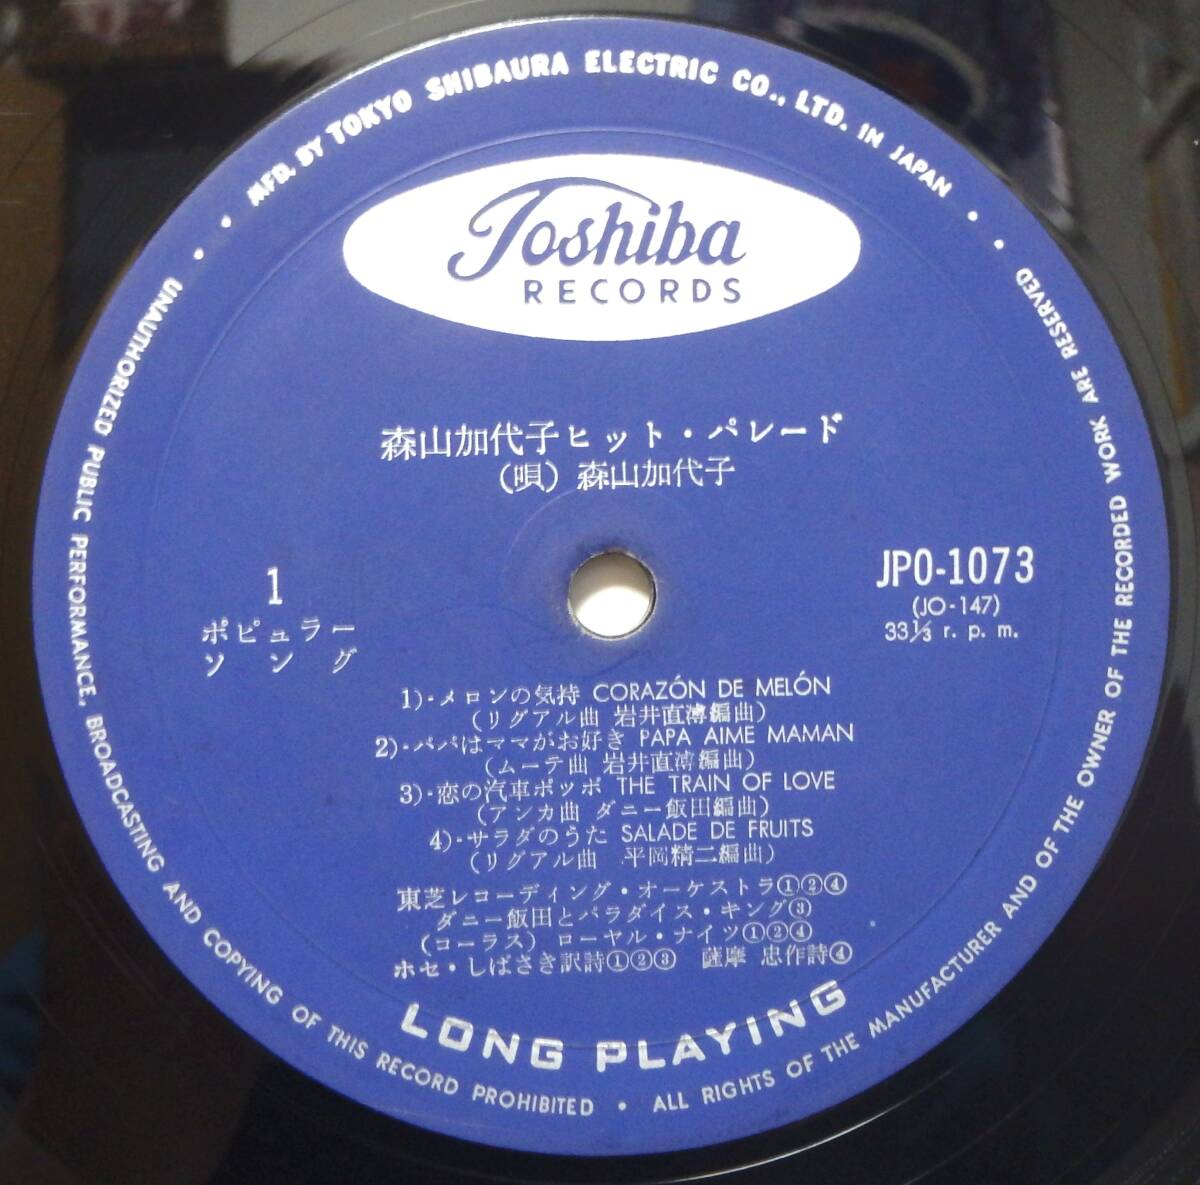 MFD. BY TOKYO SHIBAURA ELECTRIC CO., LTD. IN JAPAN
Toshiba
RECORDS
森山加代子ヒット・パレード
(唄) 森山加代子
1
ポピュラー
ソング
JPO-1073
(JO-147)
33⅓ r. p. m.
1)・メロンの気持 CORAZÓN DE MELÓN
(リグアル曲 岩井直溥編曲)
2)・パパはママがお好き PAPA AIME MAMAN
(ムーテ曲 岩井直溥編曲)
3)・恋の汽車ポッポ THE TRAIN OF LOVE
(アンカ曲 ダニー飯田編曲)
4)・サラダのうた SALADE DE FRUITS
(リグアル曲 平岡精二編曲)
東芝レコーディング・オーケストラ①②④
ダニー飯田とパラダイス・キング③
(コーラス) ローヤル・ナイツ①②④
ホセ・しばさき訳詩①②③ 薩摩 忠作詩④
LONG PLAYING
UNAUTHORIZED PUBLIC PERFORMANCE, BROADCASTING AND COPYING OF THIS RECORD PROHIBITED • ALL RIGHTS OF THE MANUFACTURER AND OF THE OWNER OF THE RECORDED WORK ARE RESERVED